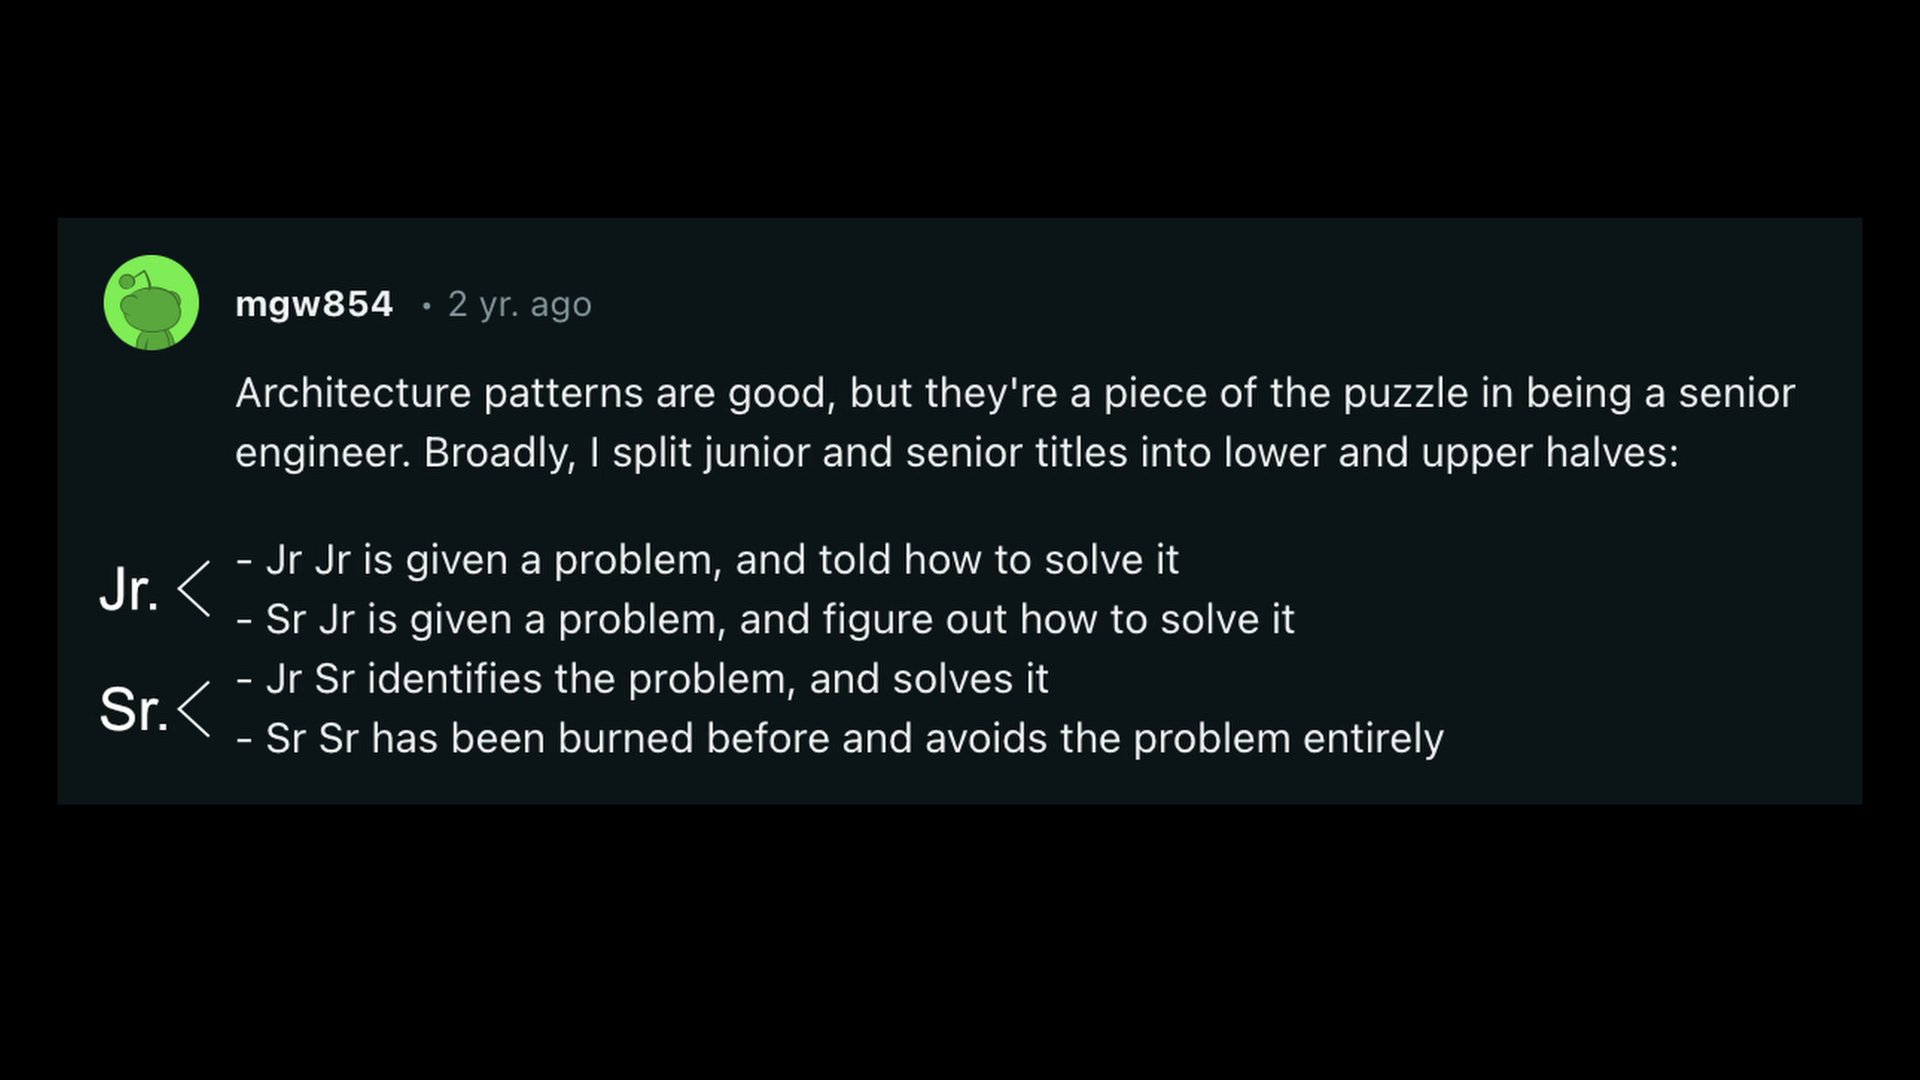 mgw854 • 2 yr. ago
Architecture patterns are good, but they're a piece of the puzzle in being a senior
engineer. Broadly, I split junior and senior titles into lower and upper halves:
Jr.
- Jr Jr is given a problem, and told how to solve it
- Sr Jr is given a problem, and figure out how to solve it
Sr.
- Jr Sr identifies the problem, and solves it
- Sr Sr has been burned before and avoids the problem entirely